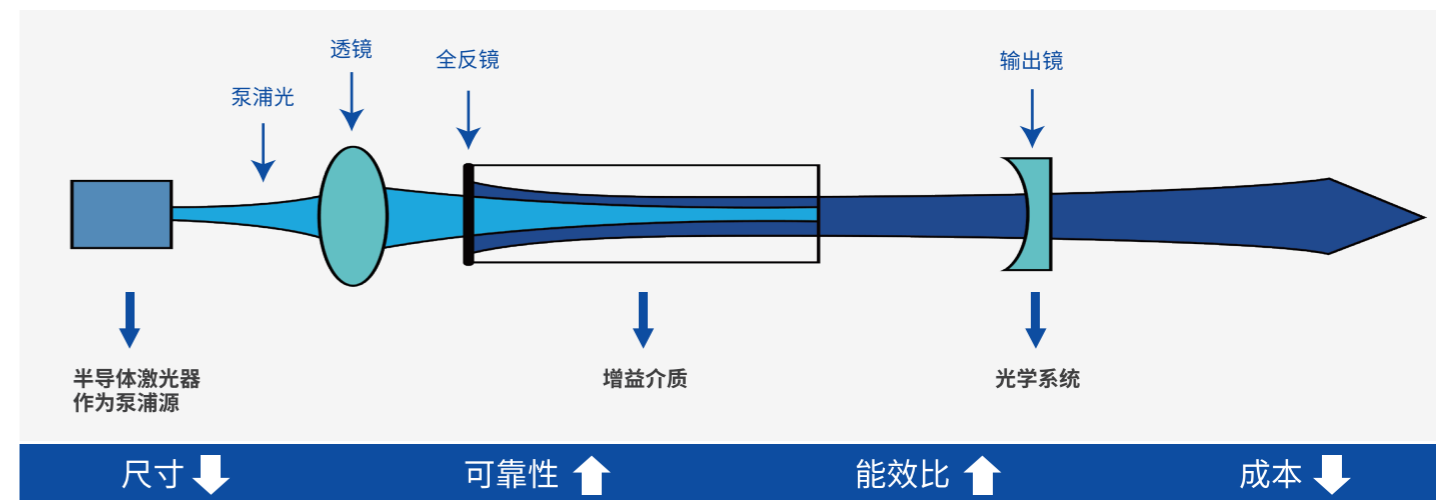 透镜
全反镜
输出镜
泵浦光
半导体激光器
作为泵浦源
增益介质
光学系统
尺寸
可靠性
能效比
成本